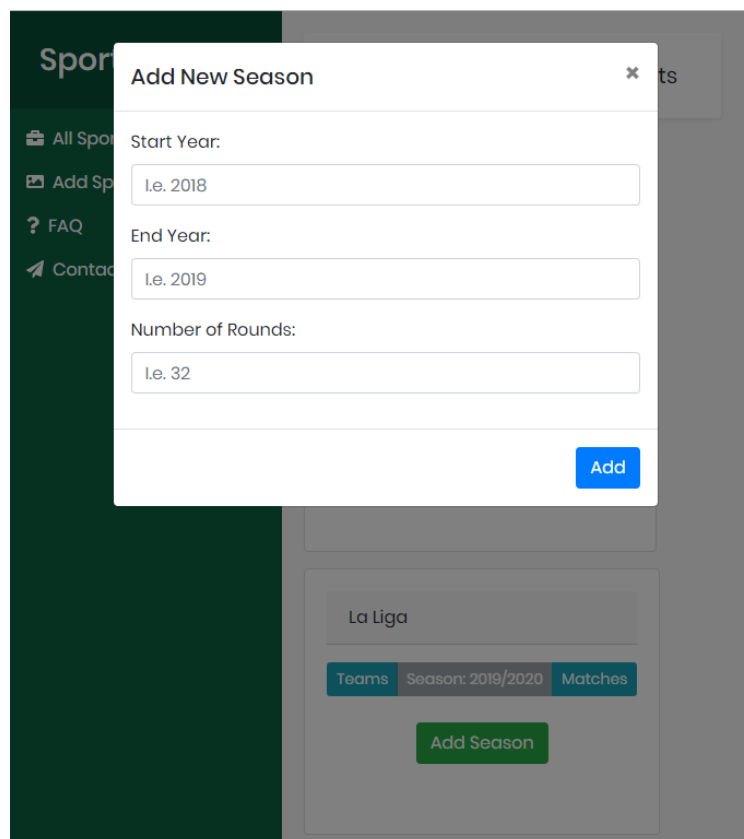 Sport
Add New Season
×
ts
All Spor
Add Sp
FAQ
Contac
Start Year:
I.e. 2018
End Year:
I.e. 2019
Number of Rounds:
I.e. 32
Add
La Liga
Teams Season: 2019/2020 Matches
Add Season